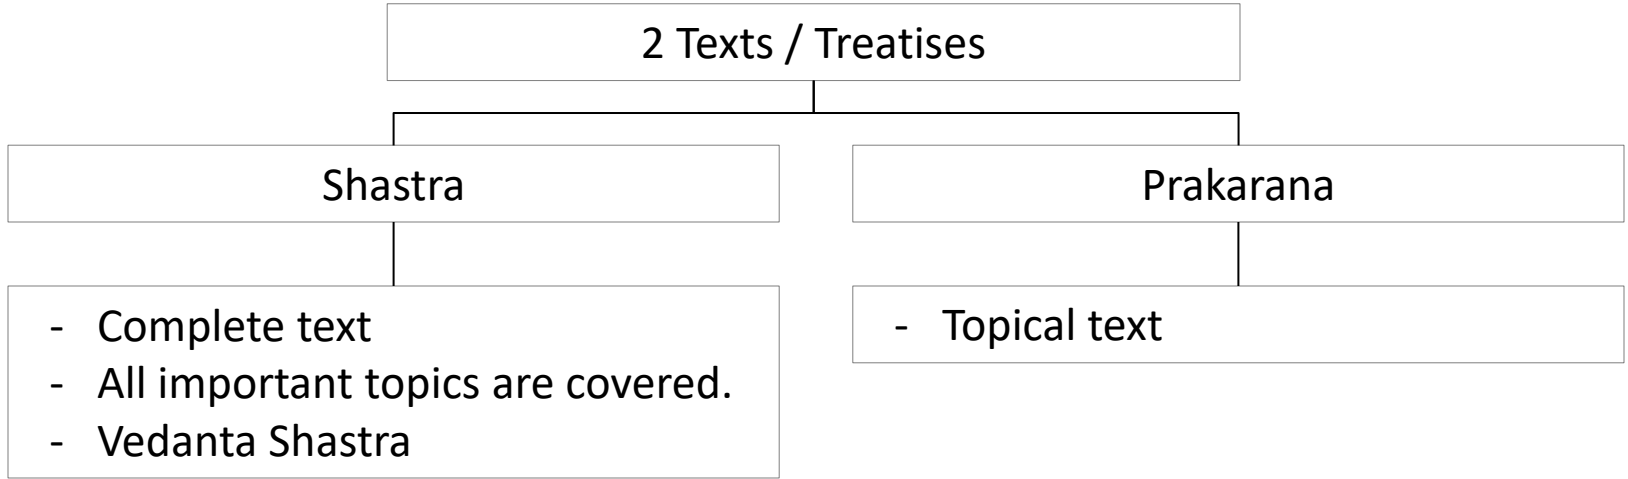 2 Texts / Treatises
Shastra
Prakarana
- Complete text
- All important topics are covered.
- Vedanta Shastra
- Topical text